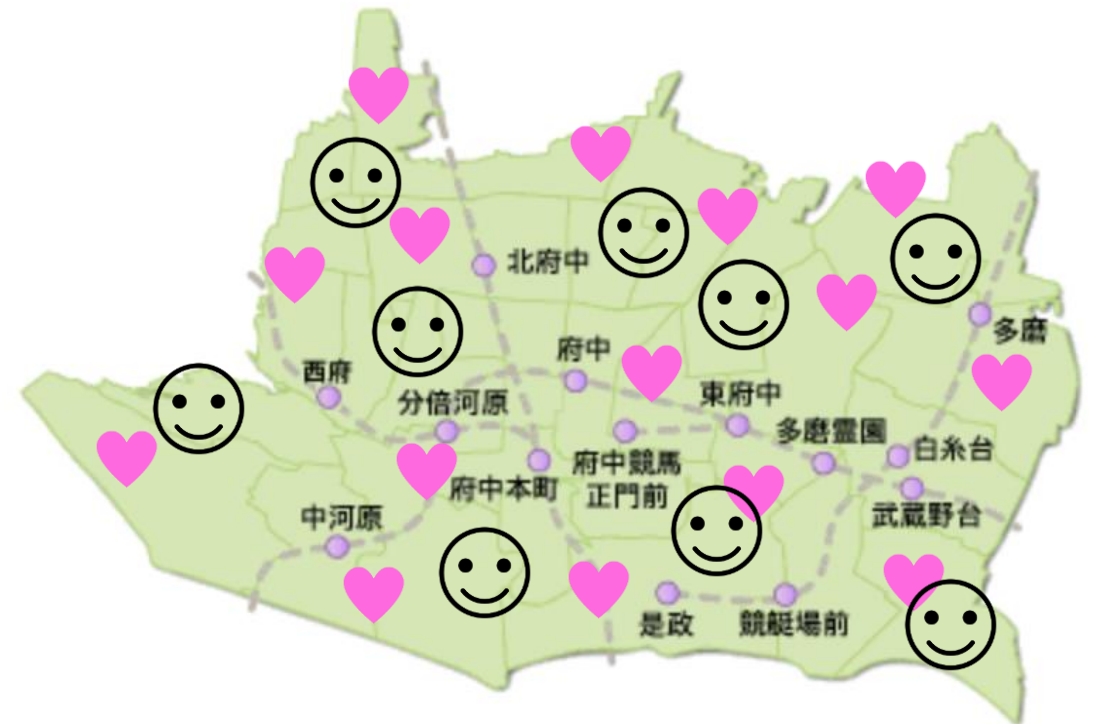 北府中
多磨
府中
西府
東府中
分倍河原
多磨霊園
白糸台
府中競馬
正門前
府中本町
武蔵野台
中河原
是政
競艇場前